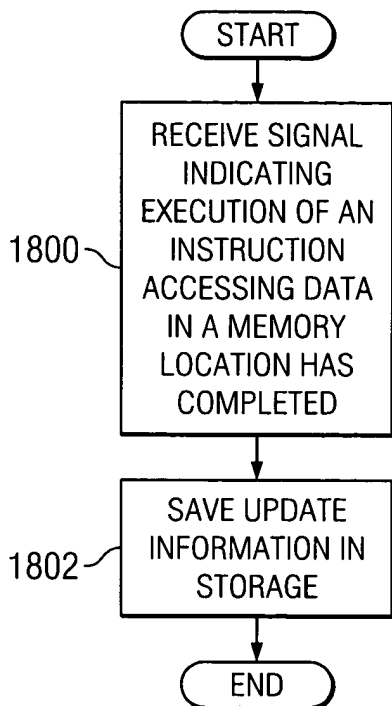 START
RECEIVE SIGNAL
INDICATING
EXECUTION OF AN
INSTRUCTION
ACCESSING DATA
IN A MEMORY
LOCATION HAS
COMPLETED
1800
SAVE UPDATE
INFORMATION IN
STORAGE
1802
END